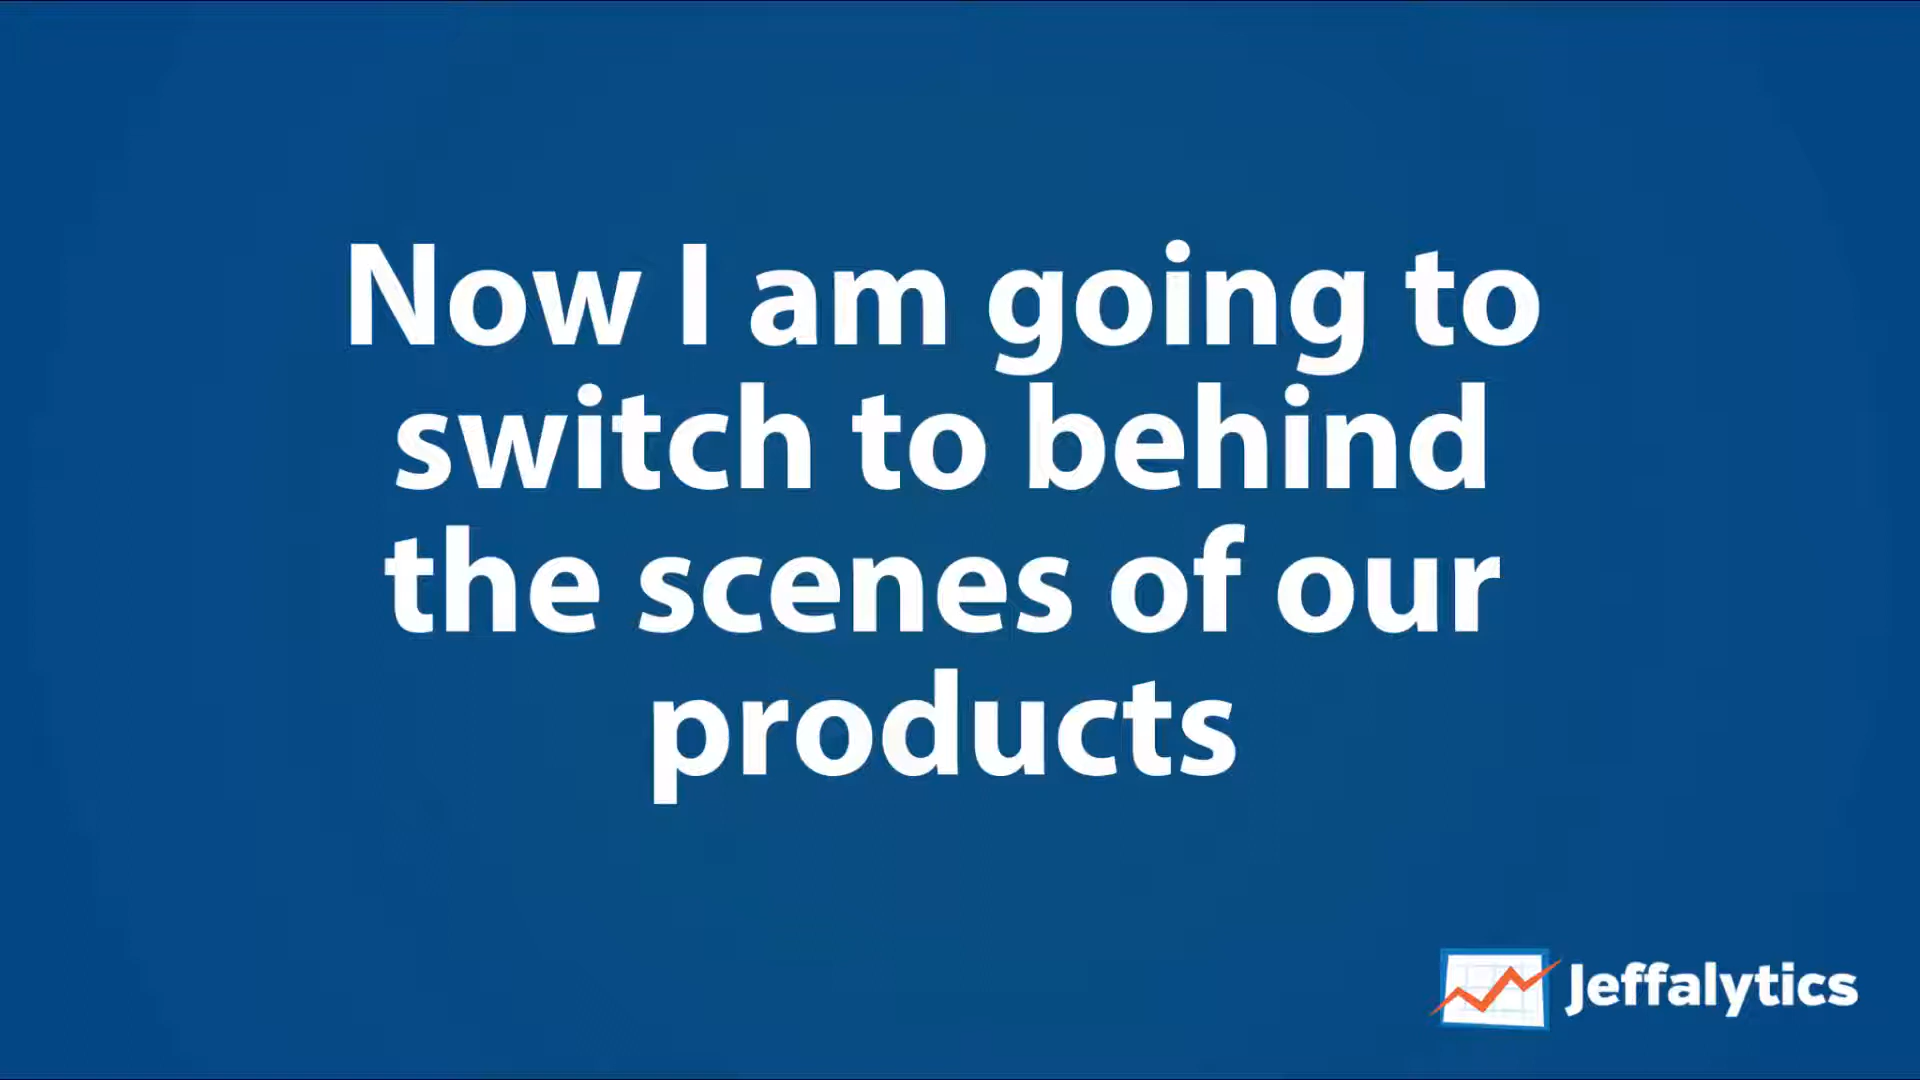 Now I am going to
switch to behind
the scenes of our
products
Jeffalytics